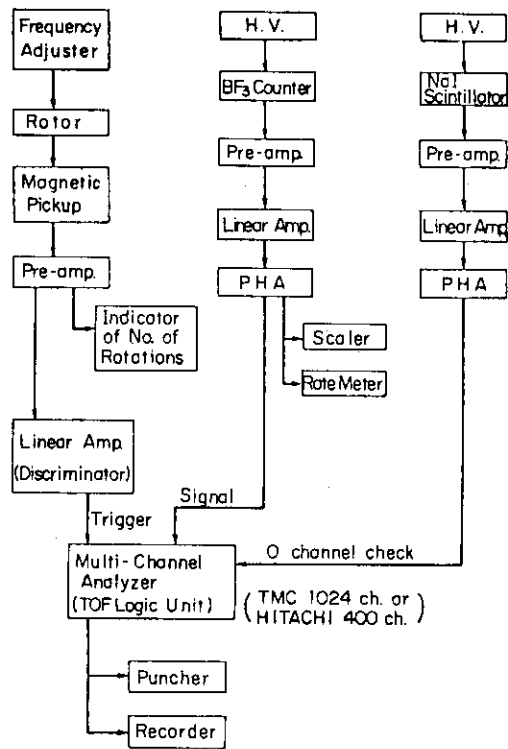 Frequency
Adjuster
Rotor
Magnetic
Pickup
Pre-amp.
Indicator
of No. of
Rotations
Linear Amp.
(Discriminator)
Trigger
H. V.
BF3 Counter
Pre-amp.
Linear Amp.
PHA
Scaler
Rate Meter
Signal
H. V.
NaI
Scintillator
Pre-amp.
Linear Amp.
PHA
O channel check
Multi-Channel
Analyzer
(TOF Logic Unit)
(TMC 1024 ch. or
HITACHI 400 ch.)
Puncher
Recorder